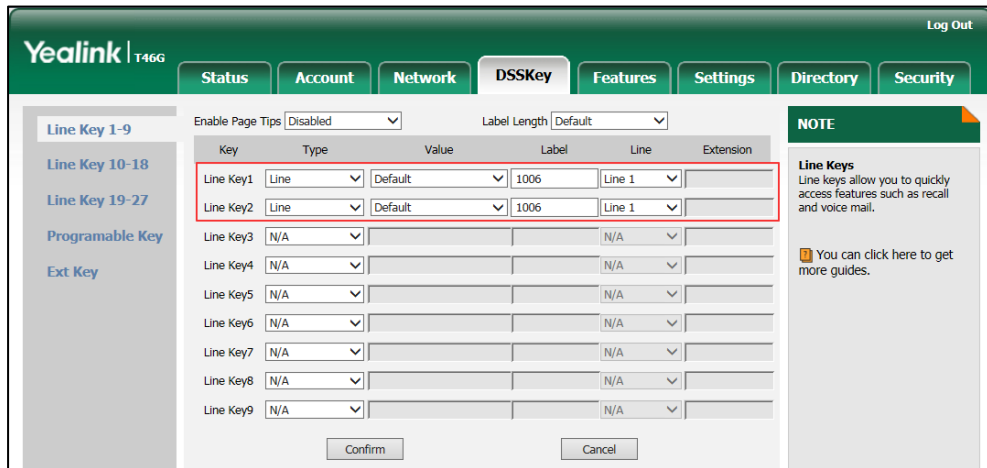 Log Out
Yealink | T46G
Status Account Network DSSKey Features Settings Directory Security
Line Key 1-9
Line Key 10-18
Line Key 19-27
Programable Key
Ext Key
Enable Page Tips Disabled Label Length Default
Key Type Value Label Line Extension
Line Key1 Line Default 1006 Line 1
Line Key2 Line Default 1006 Line 1
Line Key3 N/A N/A
Line Key4 N/A N/A
Line Key5 N/A N/A
Line Key6 N/A N/A
Line Key7 N/A N/A
Line Key8 N/A N/A
Line Key9 N/A N/A
Confirm Cancel
NOTE
Line Keys
Line keys allow you to quickly
access features such as recall
and voice mail.
? You can click here to get
more guides.